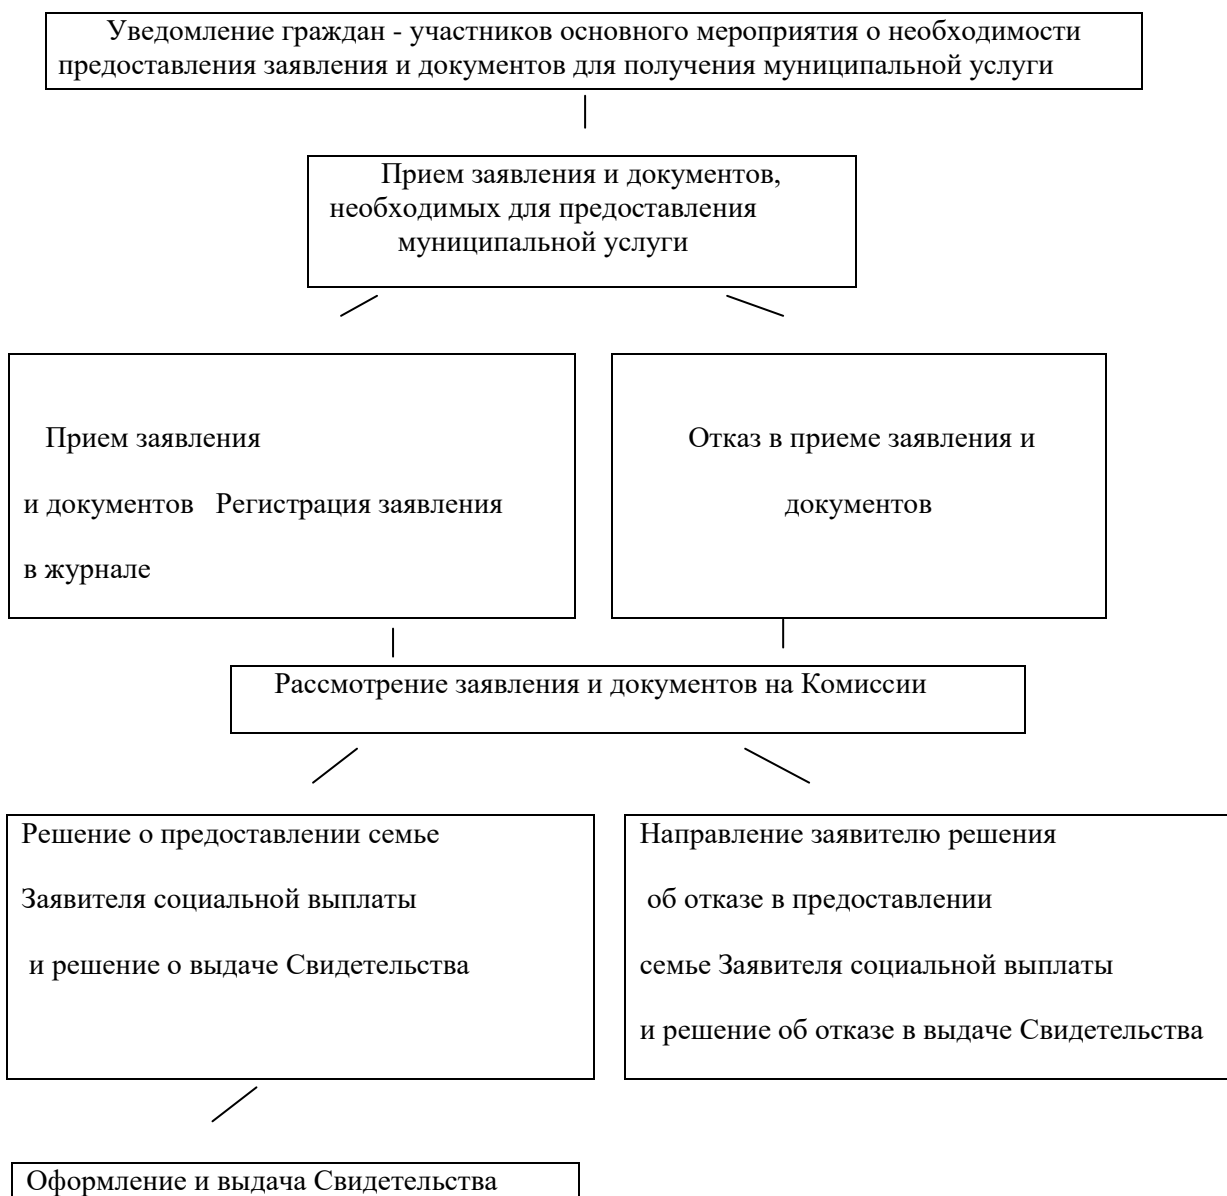 Уведомление граждан - участников основного мероприятия о необходимости
предоставления заявления и документов для получения муниципальной услуги
Прием заявления и документов,
необходимых для предоставления
муниципальной услуги
Прием заявления
и документов Регистрация заявления
в журнале
Отказ в приеме заявления и
документов
Рассмотрение заявления и документов на Комиссии
Решение о предоставлении семье
Заявителя социальной выплаты
и решение о выдаче Свидетельства
Направление заявителю решения
об отказе в предоставлении
семье Заявителя социальной выплаты
и решение об отказе в выдаче Свидетельства
Оформление и выдача Свидетельства